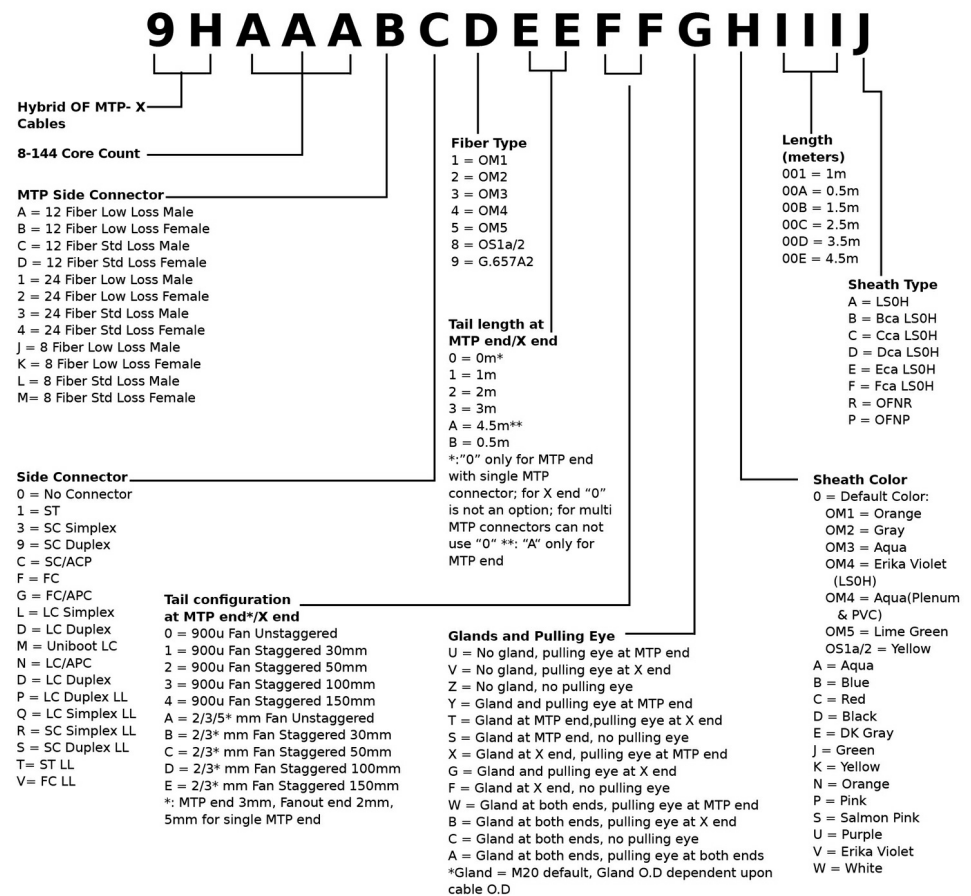 9HAAABCDEEFFGHIIIJ
Hybrid OF MTP- X
Cables
8-144 Core Count
MTP Side Connector
A = 12 Fiber Low Loss Male
B = 12 Fiber Low Loss Female
C = 12 Fiber Std Loss Male
D = 12 Fiber Std Loss Female
1 = 24 Fiber Low Loss Male
2 = 24 Fiber Low Loss Female
3 = 24 Fiber Std Loss Male
4 = 24 Fiber Std Loss Female
J = 8 Fiber Low Loss Male
K = 8 Fiber Low Loss Female
L = 8 Fiber Std Loss Male
M= 8 Fiber Std Loss Female
Side Connector
0 = No Connector
1 = ST
3 = SC Simplex
9 = SC Duplex
C = SC/ACP
F = FC
G = FC/APC
L = LC Simplex
D = LC Duplex
M = Uniboot LC
N = LC/APC
D = LC Duplex
P = LC Duplex LL
Q = LC Simplex LL
R = SC Simplex LL
S = SC Duplex LL
T= ST LL
V= FC LL
Fiber Type
1 = OM1
2 = OM2
3 = OM3
4 = OM4
5 = OM5
8 = OS1a/2
9 = G.657A2
Tail length at
MTP end/X end
0 = 0m*
1 = 1m
2 = 2m
3 = 3m
A = 4.5m**
B = 0.5m
*:”0” only for MTP end
with single MTP
connector; for X end “0”
is not an option; for multi
MTP connectors can not
use “0“ **: “A“ only for
MTP end
Tail configuration
at MTP end*/X end
0 = 900u Fan Unstaggered
1 = 900u Fan Staggered 30mm
2 = 900u Fan Staggered 50mm
3 = 900u Fan Staggered 100mm
4 = 900u Fan Staggered 150mm
A = 2/3/5* mm Fan Unstaggered
B = 2/3* mm Fan Staggered 30mm
C = 2/3* mm Fan Staggered 50mm
D = 2/3* mm Fan Staggered 100mm
E = 2/3* mm Fan Staggered 150mm
*: MTP end 3mm, Fanout end 2mm,
5mm for single MTP end
Glands and Pulling Eye
U = No gland, pulling eye at MTP end
V = No gland, pulling eye at X end
Z = No gland, no pulling eye
Y = Gland and pulling eye at MTP end
T = Gland at MTP end,pulling eye at X end
S = Gland at MTP end, no pulling eye
X = Gland at X end, pulling eye at MTP end
G = Gland and pulling eye at X end
F = Gland at X end, no pulling eye
W = Gland at both ends, pulling eye at MTP end
B = Gland at both ends, pulling eye at X end
C = Gland at both ends, no pulling eye
A = Gland at both ends, pulling eye at both ends
*Gland = M20 default, Gland O.D dependent upon
cable O.D
Length
(meters)
001 = 1m
00A = 0.5m
00B = 1.5m
00C = 2.5m
00D = 3.5m
00E = 4.5m
Sheath Type
A = LS0H
B = Bca LS0H
C = Cca LS0H
D = Dca LS0H
E = Eca LS0H
F = Fca LS0H
R = OFNR
P = OFNP
Sheath Color
0 = Default Color:
OM1 = Orange
OM2 = Gray
OM3 = Aqua
OM4 = Erika Violet
(LS0H)
OM4 = Aqua(Plenum
& PVC)
OM5 = Lime Green
OS1a/2 = Yellow
A = Aqua
B = Blue
C = Red
D = Black
E = DK Gray
J = Green
K = Yellow
N = Orange
P = Pink
S = Salmon Pink
U = Purple
V = Erika Violet
W = White